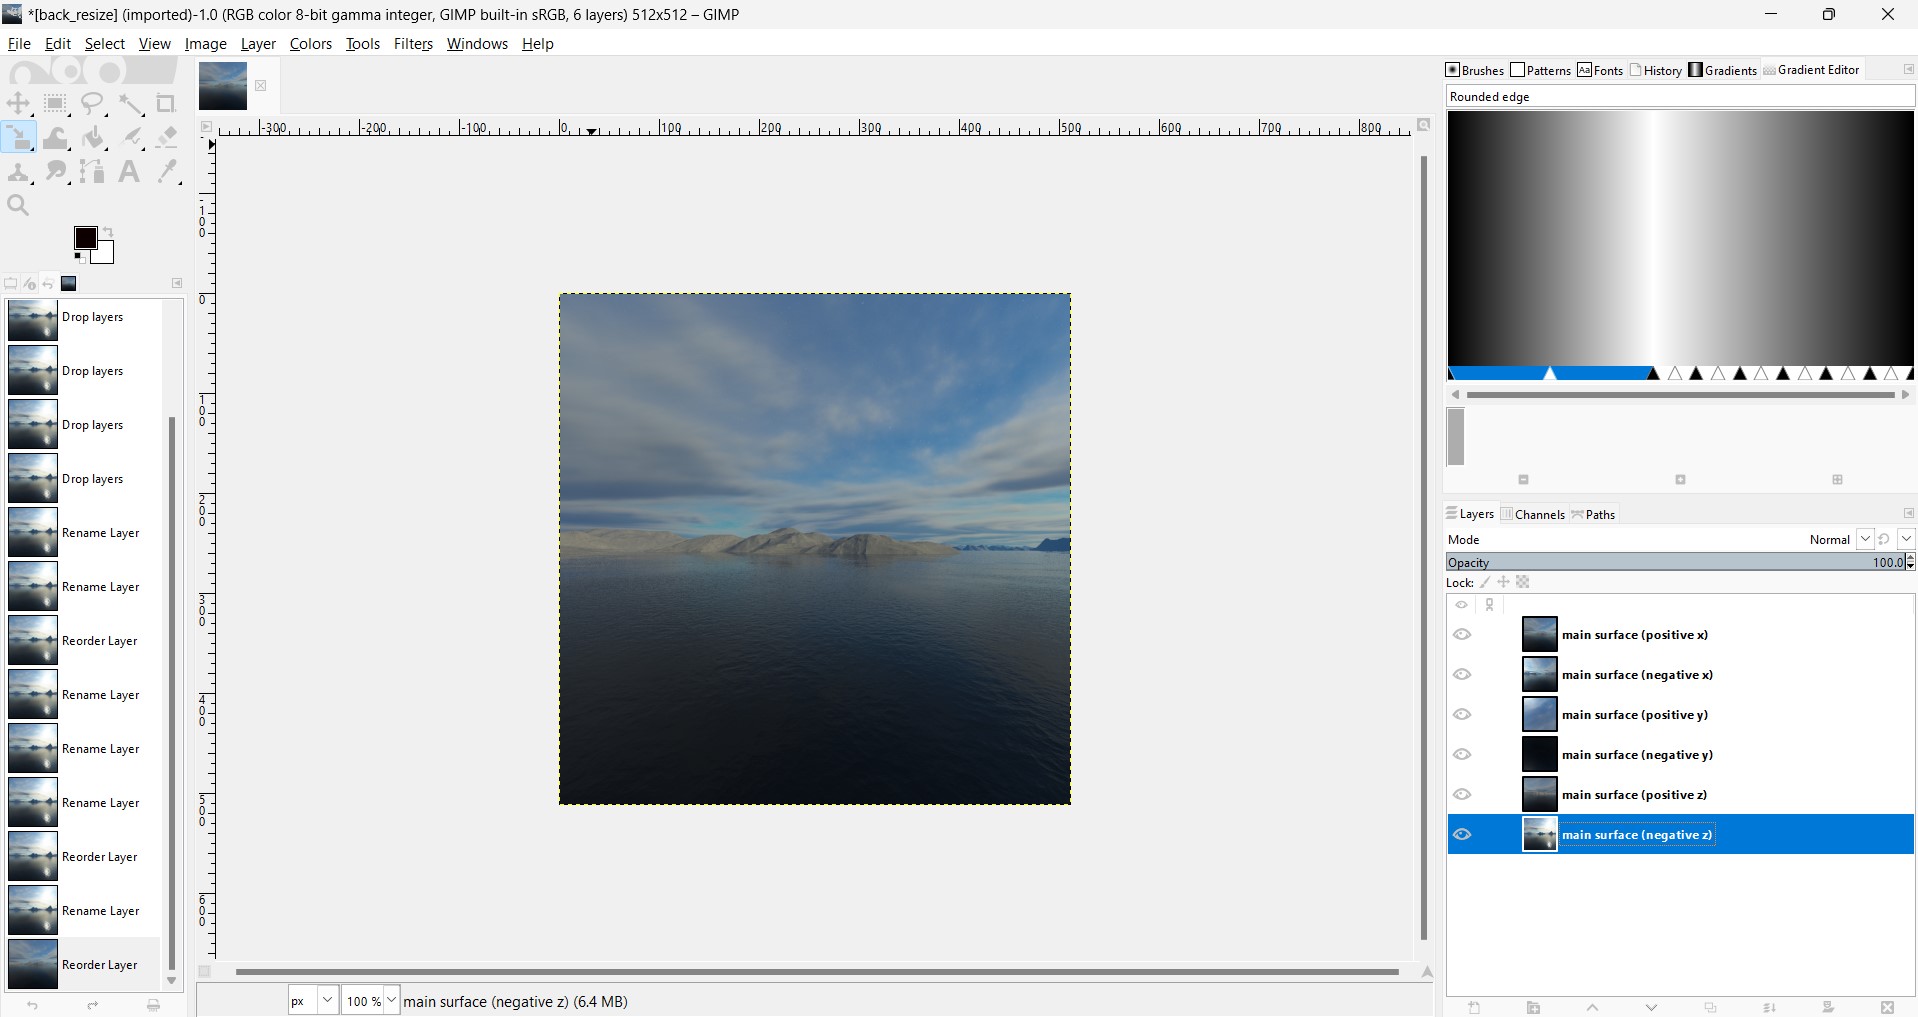 *[back_resize] (imported)-1.0 (RGB color 8-bit gamma integer, GIMP built-in sRGB, 6 layers) 512x512 – GIMP
File Edit Select View Image Layer Colors Tools Filters Windows Help
Brushes Patterns Aa Fonts History Gradients Gradient Editor
Rounded edge
-300 -200 -100 0 100 200 300 400 500 600 700 800
100
0
100
200
300
400
500
600
A
Drop layers
Drop layers
Drop layers
Drop layers
Rename Layer
Rename Layer
Reorder Layer
Rename Layer
Rename Layer
Rename Layer
Reorder Layer
Rename Layer
Reorder Layer
Layers Channels Paths
Mode Normal
Opacity 100.0
Lock:
main surface (positive x)
main surface (negative x)
main surface (positive y)
main surface (negative y)
main surface (positive z)
main surface (negative z)
px 100 % main surface (negative z) (6.4 MB)